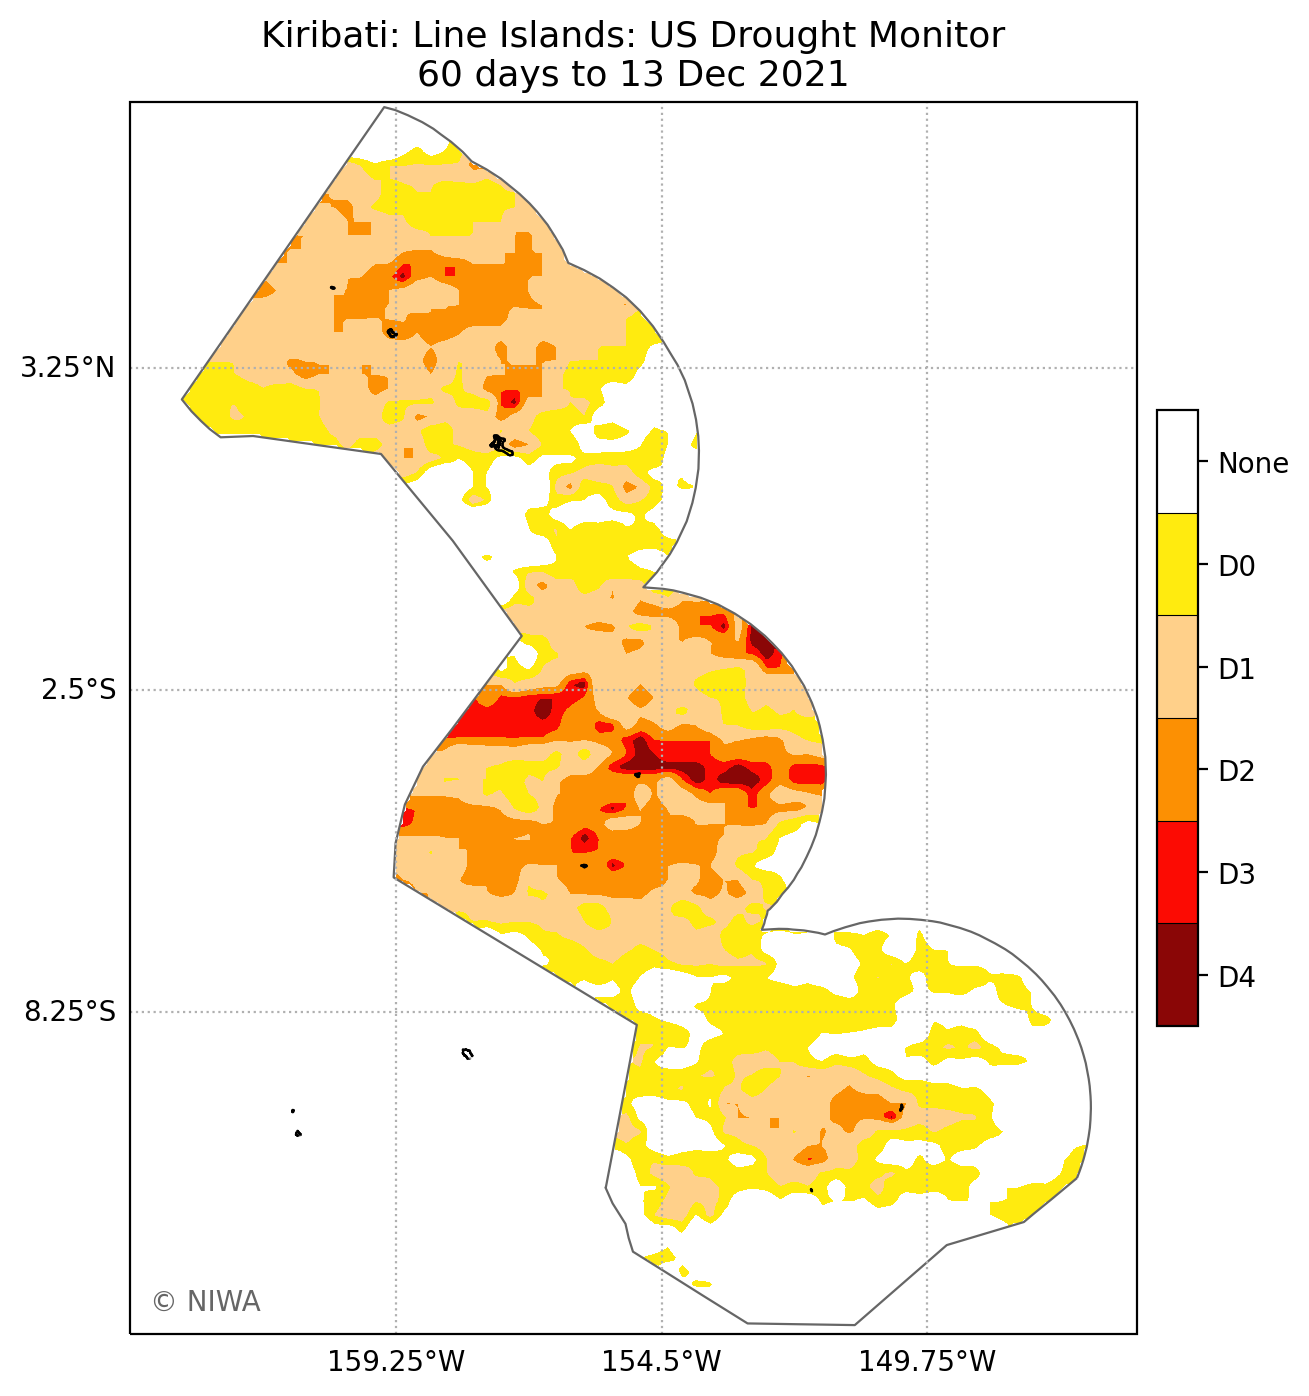 Kiribati: Line Islands: US Drought Monitor
60 days to 13 Dec 2021
3.25°N
2.5°S
8.25°S
159.25°W
154.5°W
149.75°W
None
D0
D1
D2
D3
D4
© NIWA